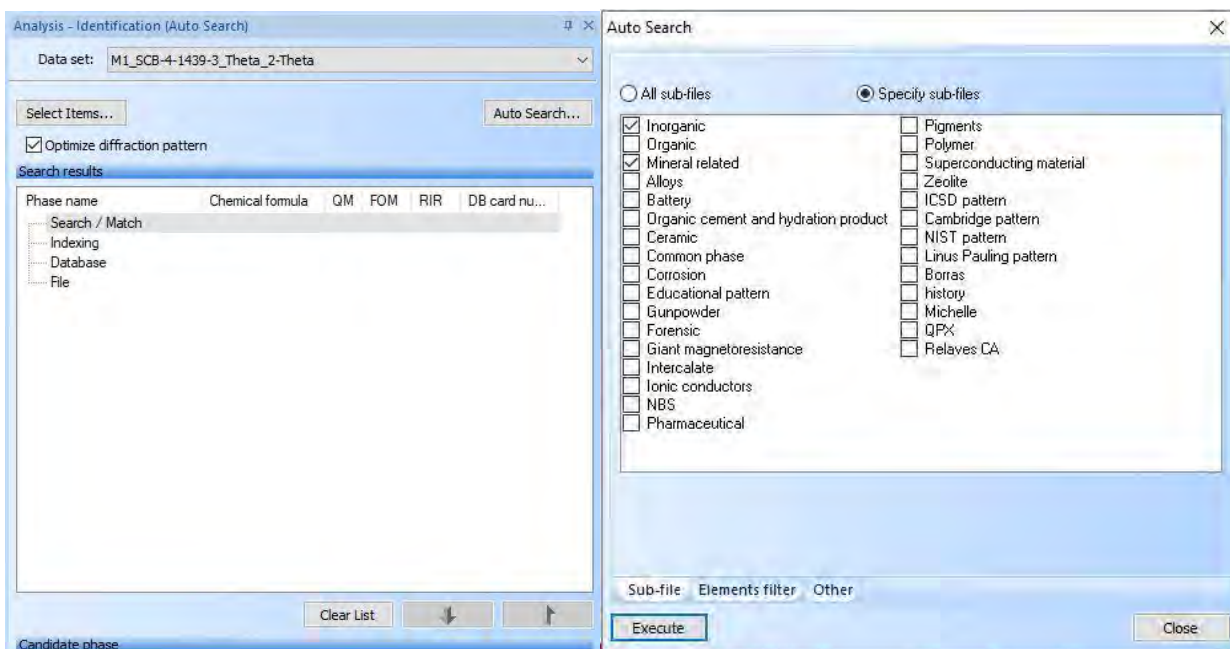 Analysis - Identification (Auto Search)
Data set: M1_SCB-4-1439-3_Theta_2-Theta
Select Items...
Auto Search...
Optimize diffraction pattern
Search results
Phase name Chemical formula QM FOM RIR DB card nu...
Search / Match
Indexing
Database
File
Clear List
Candidate phase
Auto Search
All sub-files
Specify sub-files
Inorganic
Organic
Mineral related
Alloys
Battery
Organic cement and hydration product
Ceramic
Common phase
Corrosion
Educational pattern
Gunpowder
Forensic
Giant magnetoresistance
Intercalate
Ionic conductors
NBS
Pharmaceutical
Pigments
Polymer
Superconducting material
Zeolite
ICSD pattern
Cambridge pattern
NIST pattern
Linus Pauling pattern
Borras
history
Michelle
QPX
Relaves CA
Sub-file Elements filter Other
Execute
Close